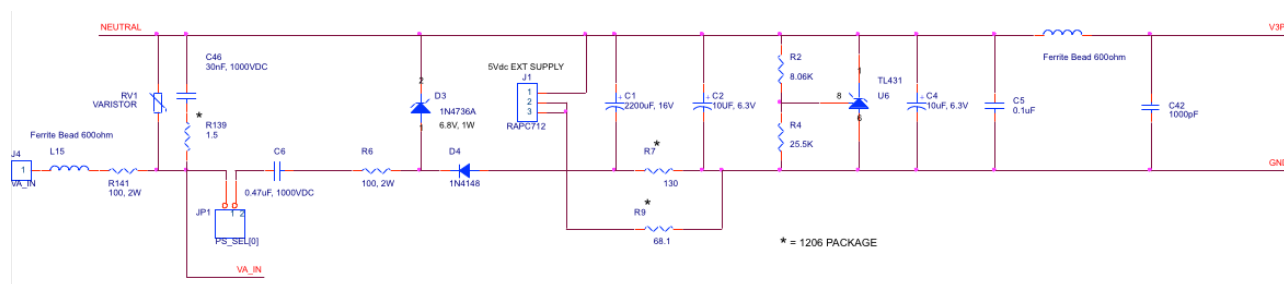 NEUTRAL
V3P
C46
30nF, 1000VDC
RV1
VARISTOR
*
R139
1.5
Ferrite Bead 600ohm
L15
J4
1
VA_IN
R141
100, 2W
C6
0.47uF, 1000VDC
JP1
1 2
PS_SEL[0]
VA_IN
R6
100, 2W
2
D3
1N4736A
6.8V, 1W
1
D4
1N4148
5Vdc EXT SUPPLY
J1
1
2
3
RAPC712
+
C1
2200uF, 16V
+
C2
10UF, 6.3V
R7
*
130
R9
*
68.1
R2
8.06K
R4
25.5K
1
TL431
8
U6
6
+
C4
10uF, 6.3V
C5
0.1uF
Ferrite Bead 600ohm
C42
1000pF
GN
* = 1206 PACKAGE